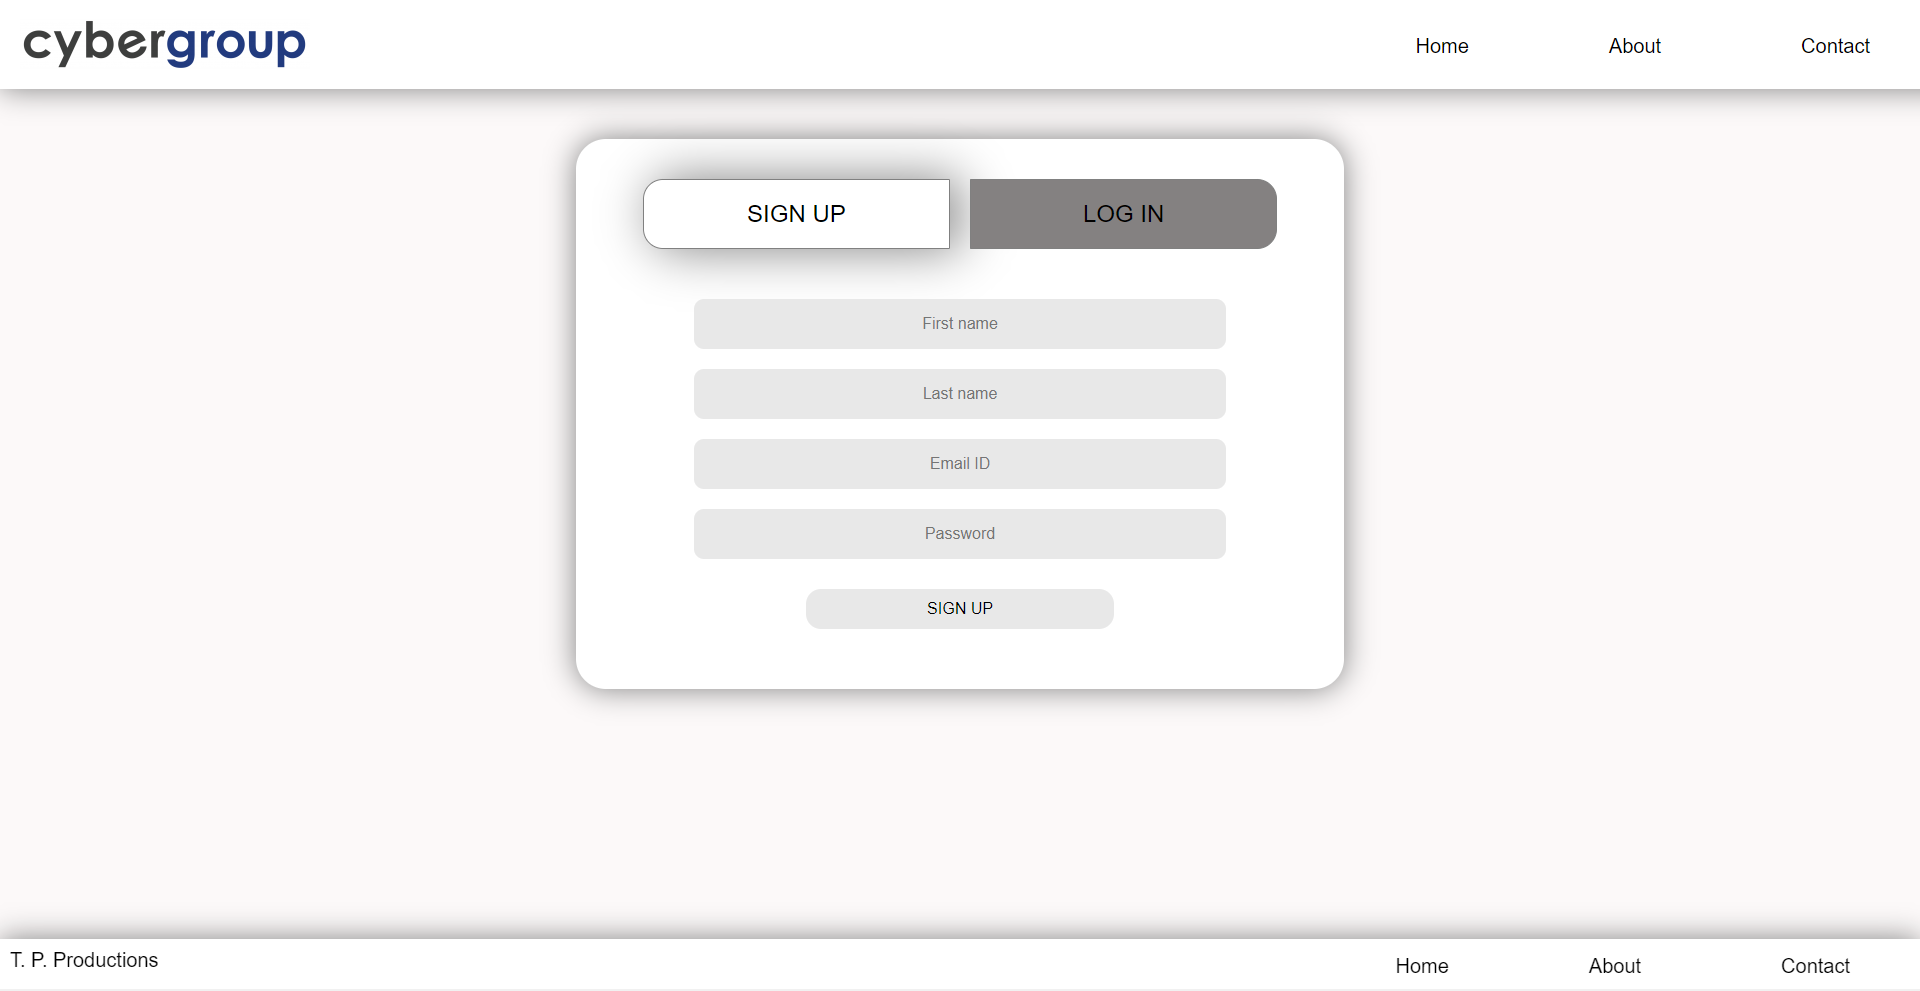 cybergroup
Home About Contact
SIGN UP LOG IN
First name
Last name
Email ID
Password
SIGN UP
T. P. Productions
Home About Contact